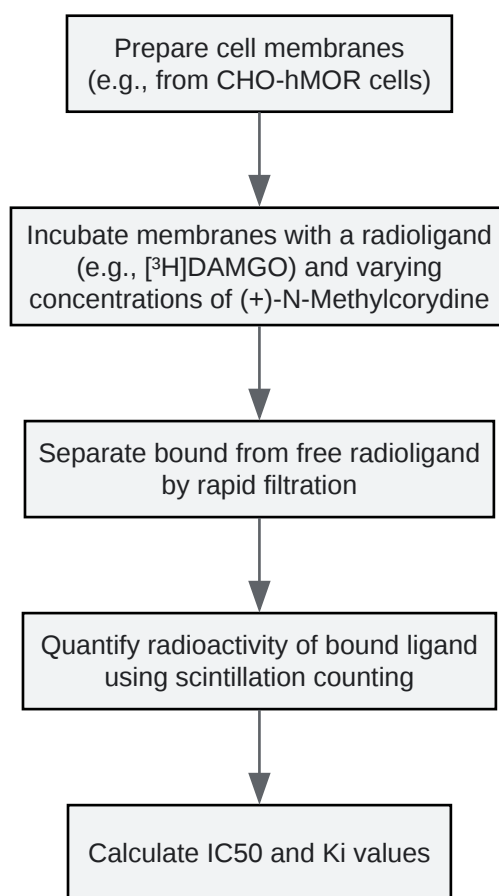 Prepare cell membranes
(e.g., from CHO-hMOR cells)
Incubate membranes with a radioligand
(e.g., [³H]DAMGO) and varying
concentrations of (+)-N-Methylcorydine
Separate bound from free radioligand
by rapid filtration
Quantify radioactivity of bound ligand
using scintillation counting
Calculate IC50 and Ki values